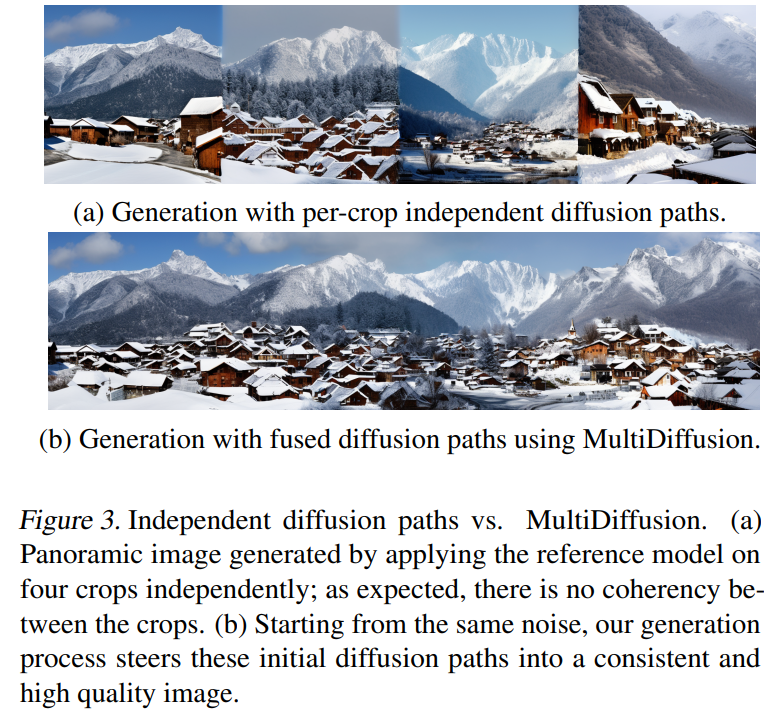 (a) Generation with per-crop independent diffusion paths.
(b) Generation with fused diffusion paths using MultiDiffusion.
Figure 3. Independent diffusion paths vs. MultiDiffusion. (a)
Panoramic image generated by applying the reference model on
four crops independently; as expected, there is no coherency be-
tween the crops. (b) Starting from the same noise, our generation
process steers these initial diffusion paths into a consistent and
high quality image.